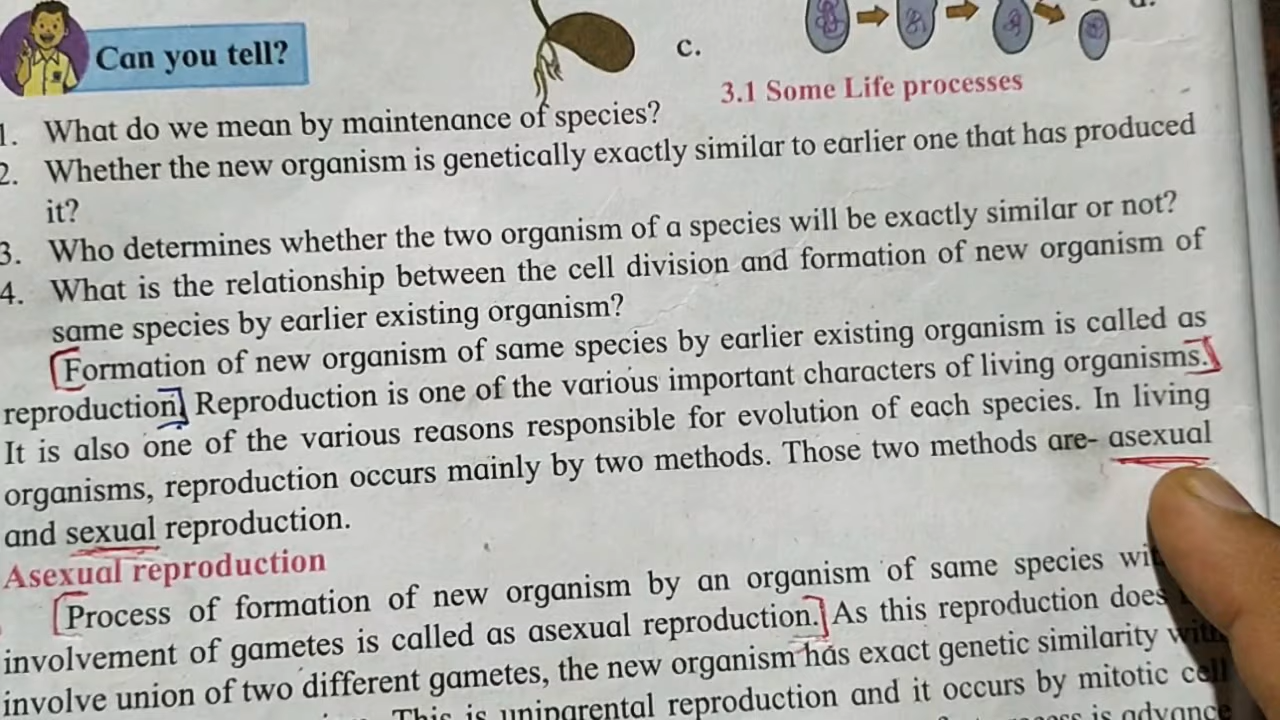 Can you tell?
c.
d.
3.1 Some Life processes
1. What do we mean by maintenance of species?
2. Whether the new organism is genetically exactly similar to earlier one that has produced
it?
3. Who determines whether the two organism of a species will be exactly similar or not?
4. What is the relationship between the cell division and formation of new organism of
same species by earlier existing organism?
Formation of new organism of same species by earlier existing organism is called as
reproduction. Reproduction is one of the various important characters of living organisms.
It is also one of the various reasons responsible for evolution of each species. In living
organisms, reproduction occurs mainly by two methods. Those two methods are- asexual
and sexual reproduction.
Asexual reproduction
Process of formation of new organism by an organism of same species
involvement of gametes is called as asexual reproduction. As this reproduction does
involve union of two different gametes, the new organism has exact genetic similarity with
This is uniparental reproduction and it occurs by mitotic cell
is advance